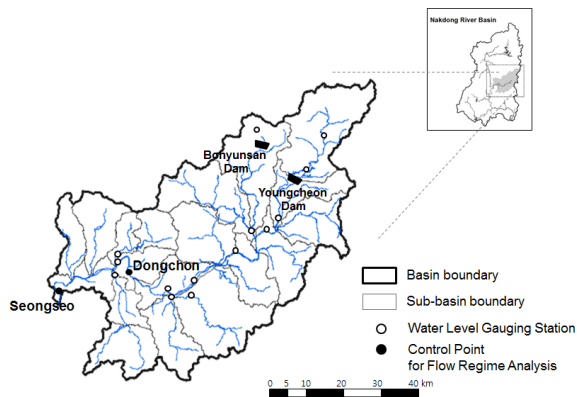 Nakdong River Basin
Bohyunsan
Dam
Youngcheon
Dam
Dongchon
Seongseo
Basin boundary
Sub-basin boundary
Water Level Gauging Station
Control Point
for Flow Regime Analysis
0 5 10 20 30 40
km